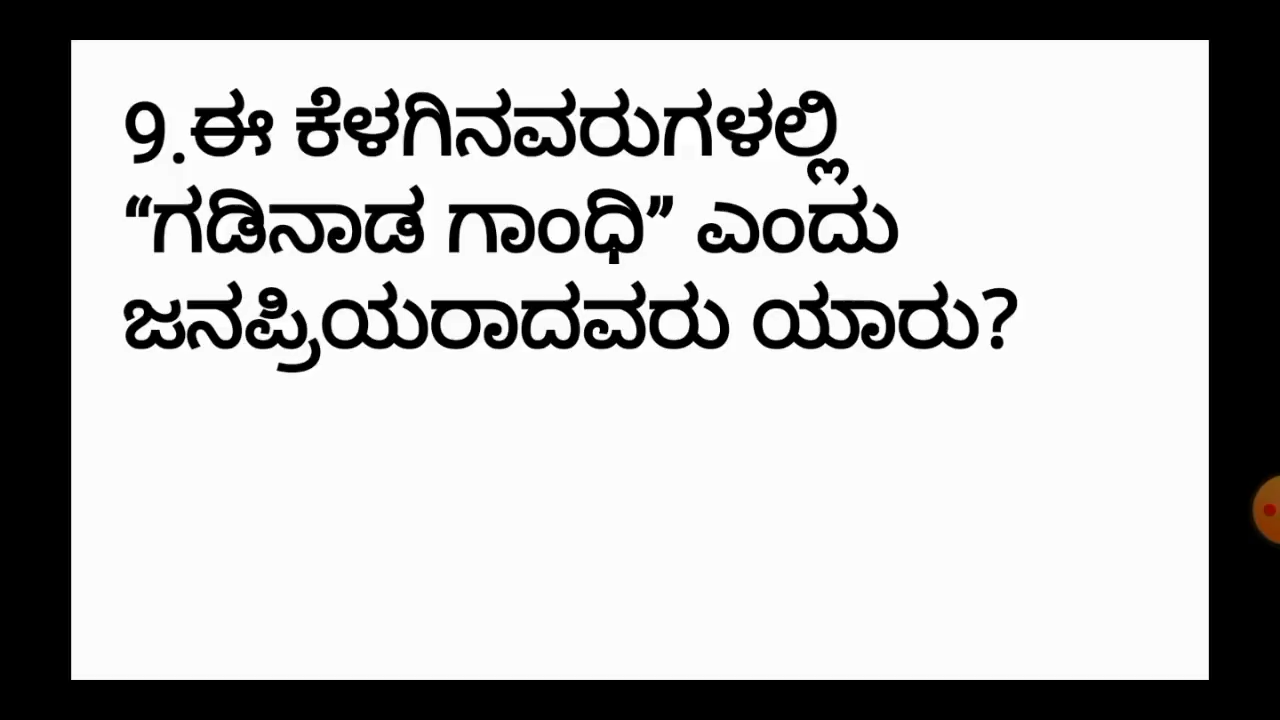 9.ಈ ಕೆಳಗಿನವರುಗಳಲ್ಲಿ
“ಗಡಿನಾಡ ಗಾಂಧಿ” ಎಂದು
ಜನಪ್ರಿಯರಾದವರು ಯಾರು?